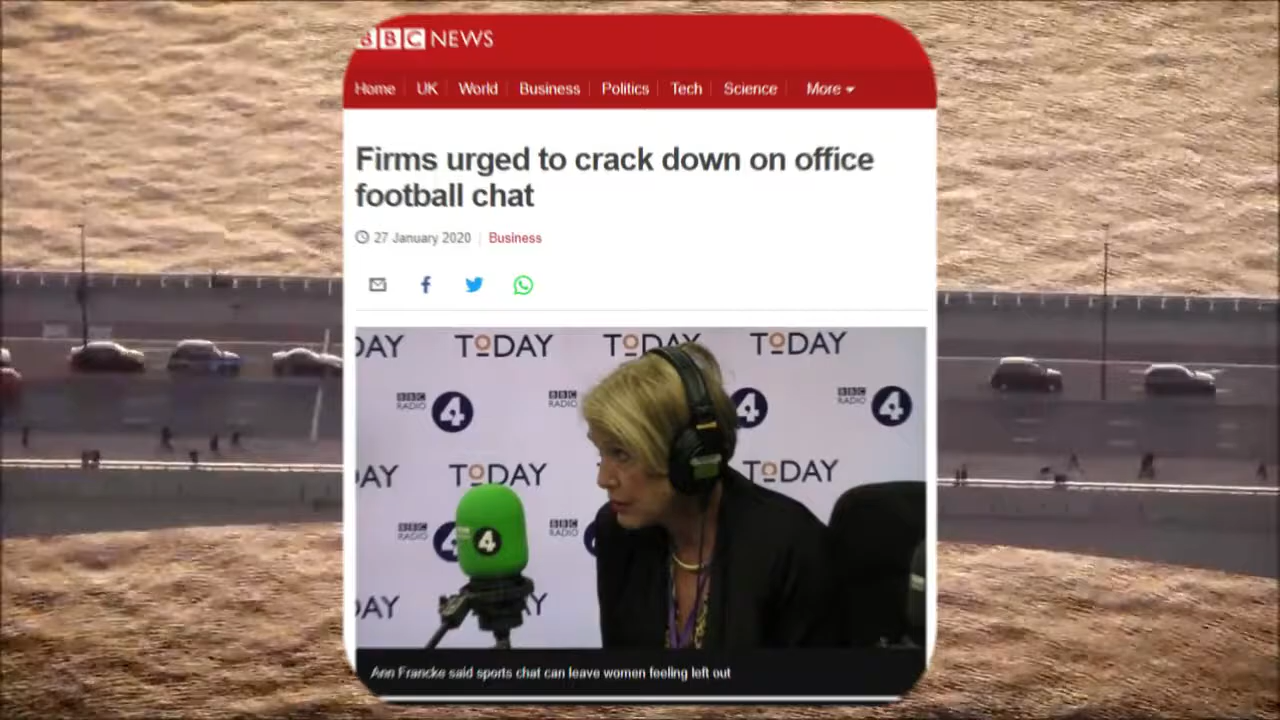 BBC NEWS
Home UK World Business Politics Tech Science More
Firms urged to crack down on office
football chat
27 January 2020 Business
DAY TODAY TODAY TODAY
BBC RADIO 4 BBC RADIO 4 BBC RADIO 4
DAY TODAY TODAY
BBC RADIO 4 4 BBC RADIO
DAY
Ann Francke said sports chat can leave women feeling left out